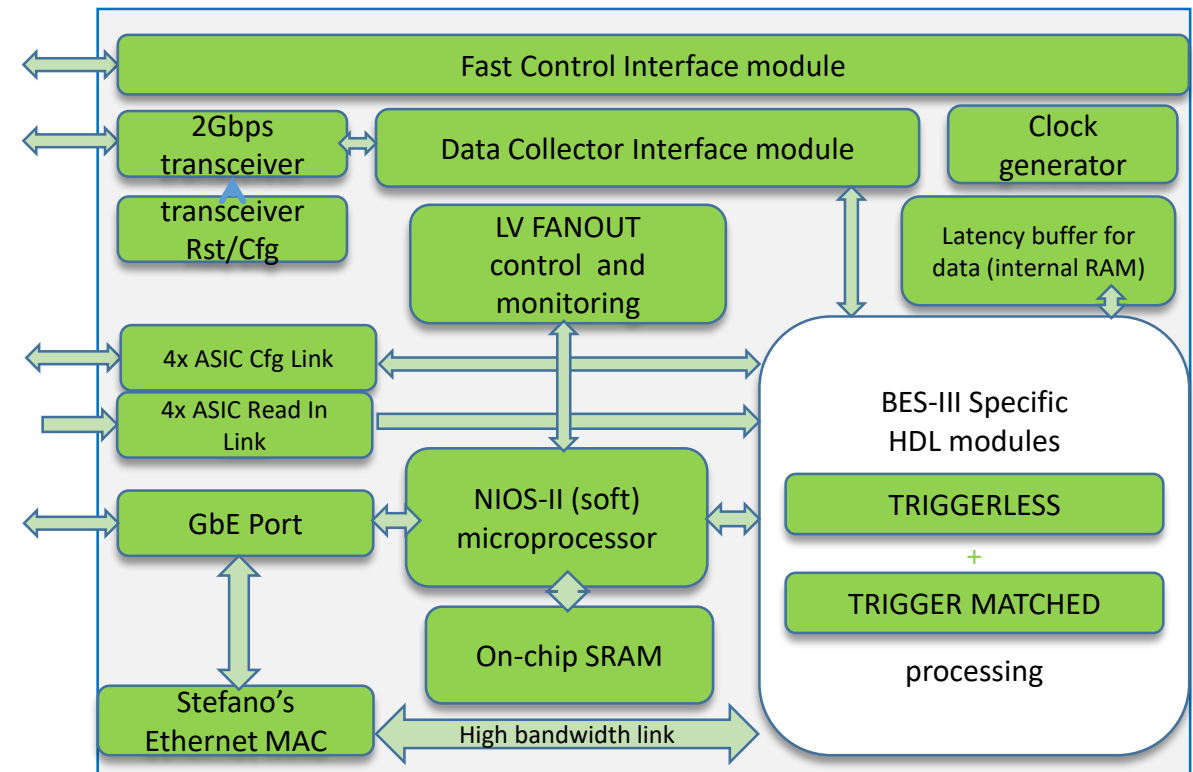 Fast Control Interface module
2Gbps
transceiver
Data Collector Interface module
Clock
generator
transceiver
Rst/Cfg
LV FANOUT
control and
monitoring
Latency buffer for
data (internal RAM)
4x ASIC Cfg Link
4x ASIC Read In
Link
BES-III Specific
HDL modules
NIOS-II (soft)
microprocessor
GbE Port
TRIGGERLESS
+
TRIGGER MATCHED
processing
On-chip SRAM
Stefano’s
Ethernet MAC
High bandwidth link